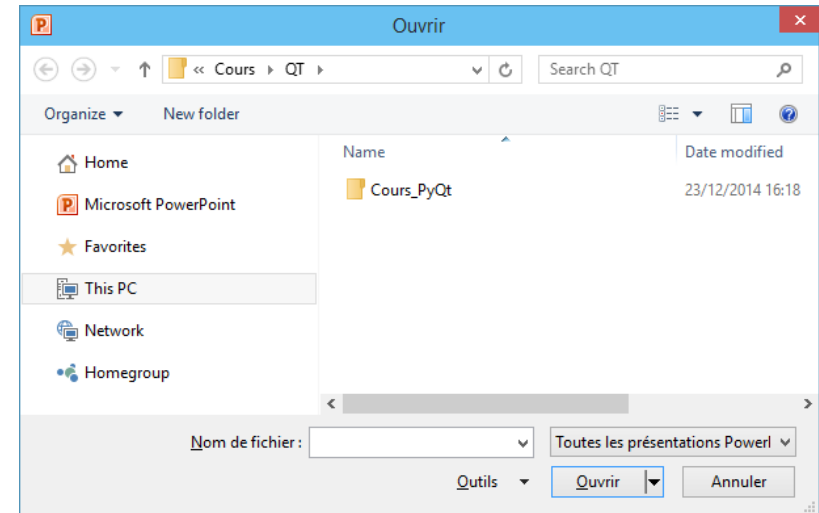 Ouvrir
« Cours QT Search QT
Organize New folder
Name Date modified
Home
Cours_PyQt 23/12/2014 16:18
Microsoft PowerPoint
Favorites
This PC
Network
Homegroup
Nom de fichier : Toutes les présentations Powerl
Outils Ouvrir Annuler